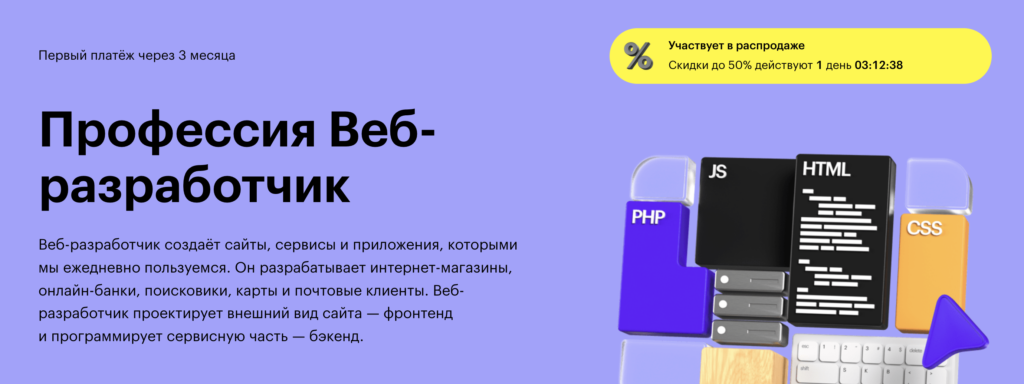 Первый платёж через 3 месяца
%
Участвует в распродаже
Скидки до 50% действуют 1 день 03:12:38
Профессия Веб-
разработчик
Веб-разработчик создаёт сайты, сервисы и приложения, которыми
мы ежедневно пользуемся. Он разрабатывает интернет-магазины,
онлайн-банки, поисковики, карты и почтовые клиенты. Веб-
разработчик проектирует внешний вид сайта — фронтенд
и программирует сервисную часть — бэкенд.
JS
HTML
PHP
CSS